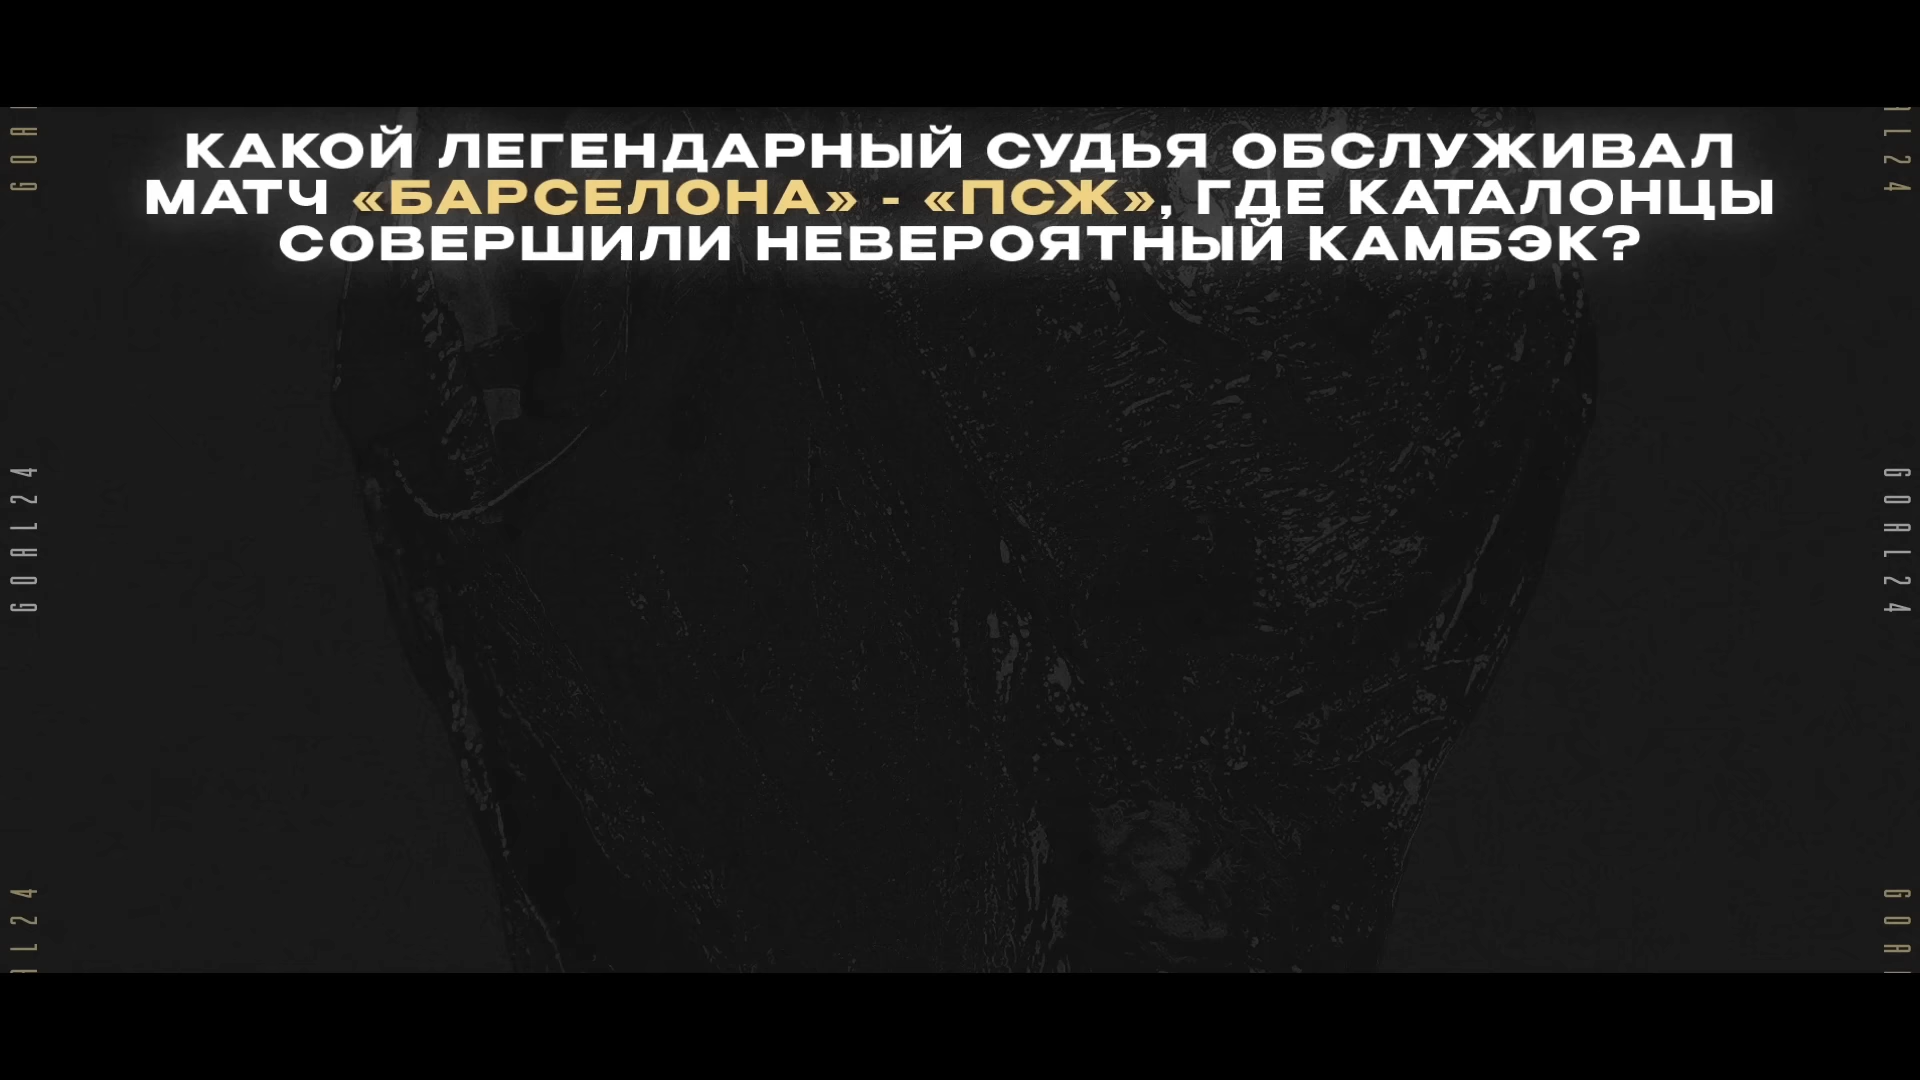 КАКОЙ ЛЕГЕНДАРНЫЙ СУДЬЯ ОБСЛУЖИВАЛ
МАТЧ «БАРСЕЛОНА» - «ПСЖ», ГДЕ КАТАЛОНЦЫ
СОВЕРШИЛИ НЕВЕРОЯТНЫЙ КАМБЭК?
GOAL24
GOAL24